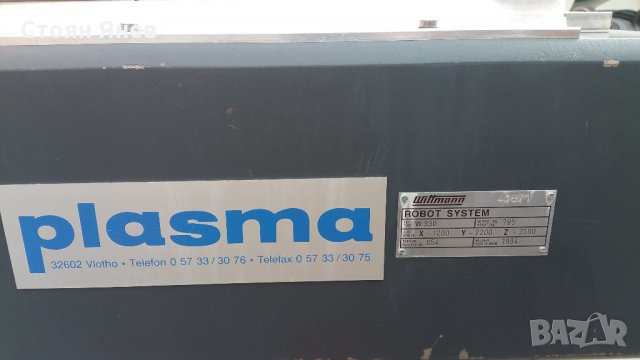 Стоян Янев
plasma
32602 Vlotho • Telefon 0 57 33 / 30 76 • Telefax 0 57 33 / 30 75
Wittmann
ROBOT SYSTEM
W 330 785
X - 1200 Y - 2200 Z - 3500
054 1994
BAZAR